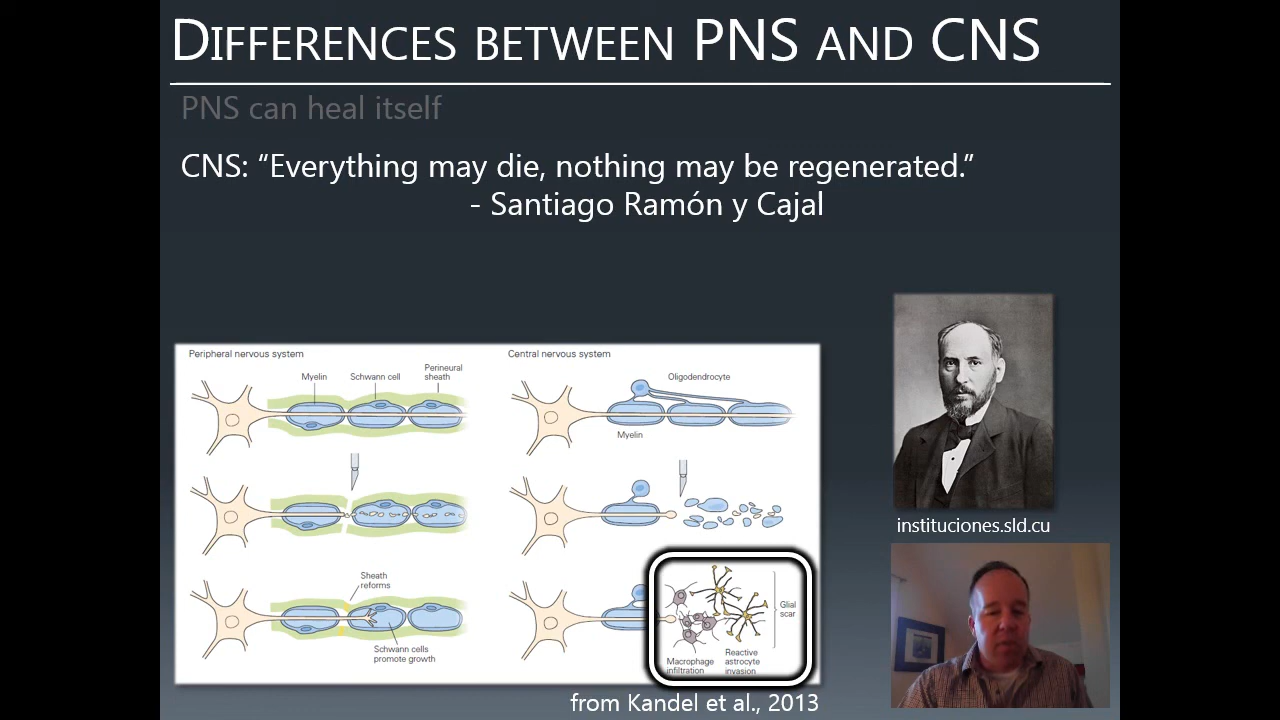 DIFFERENCES BETWEEN PNS AND CNS
PNS can heal itself
CNS: “Everything may die, nothing may be regenerated.”
- Santiago Ramón y Cajal
Peripheral nervous system
Myelin
Schwann cell
Perineural
sheath
Sheath
reforms
Schwann cells
promote growth
Central nervous system
Oligodendrocyte
Myelin
Glial
scar
Macrophage
infiltration
Reactive
astrocyte
invasion
from Kandel et al., 2013
instituciones.sld.cu